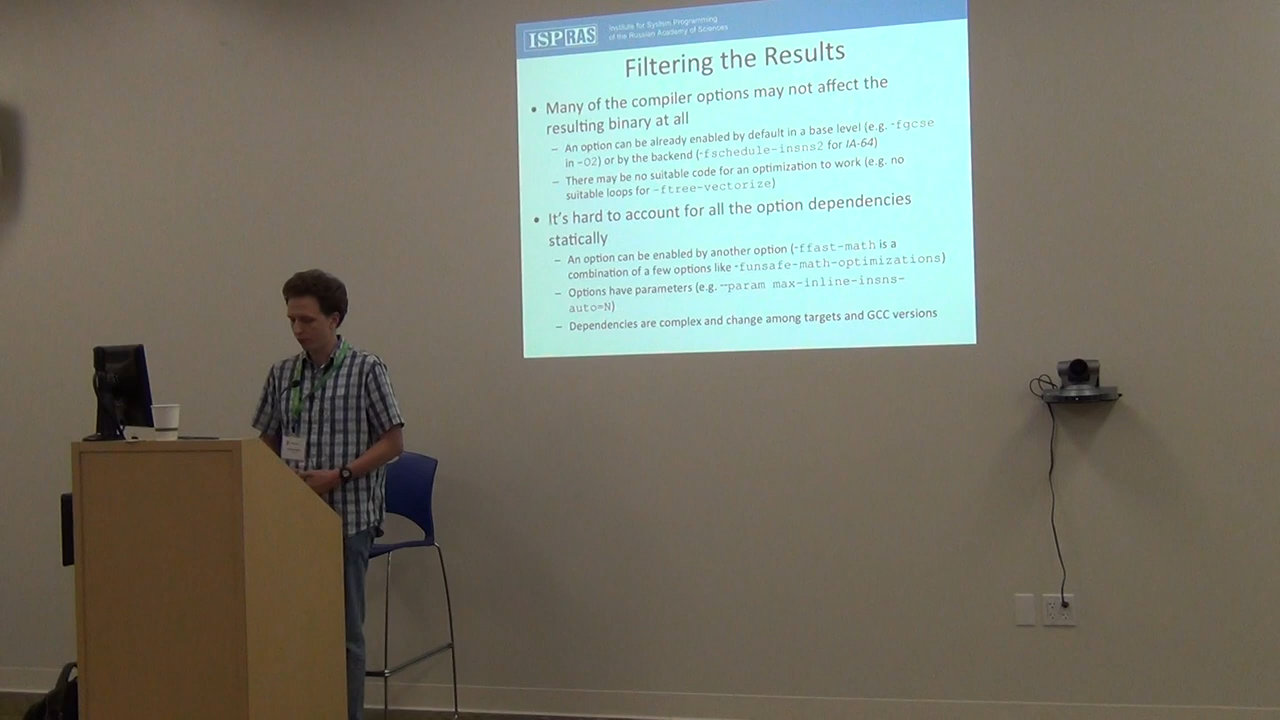 ISP RAS
Institute for System Programming
of the Russian Academy of Sciences
Filtering the Results
• Many of the compiler options may not affect the
resulting binary at all
– An option can be already enabled by default in a base level (e.g. -fgcse
in -O2) or by the backend (-fschedule-insns2 for IA-64)
– There may be no suitable code for an optimization to work (e.g. no
suitable loops for -ftree-vectorize)
• It's hard to account for all the option dependencies
statically
– An option can be enabled by another option (-ffast-math is a
combination of a few options like -funsafe-math-optimizations)
– Options have parameters (e.g. --param max-inline-insns-
auto=N)
– Dependencies are complex and change among targets and GCC versions